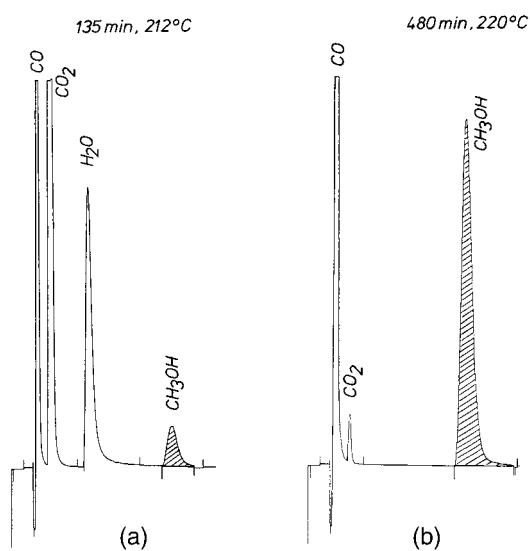 135 min, 212°C
480 min, 220°C
CO
CO2
H2O
CH3OH
CO
CO2
CH3OH
(a)
(b)